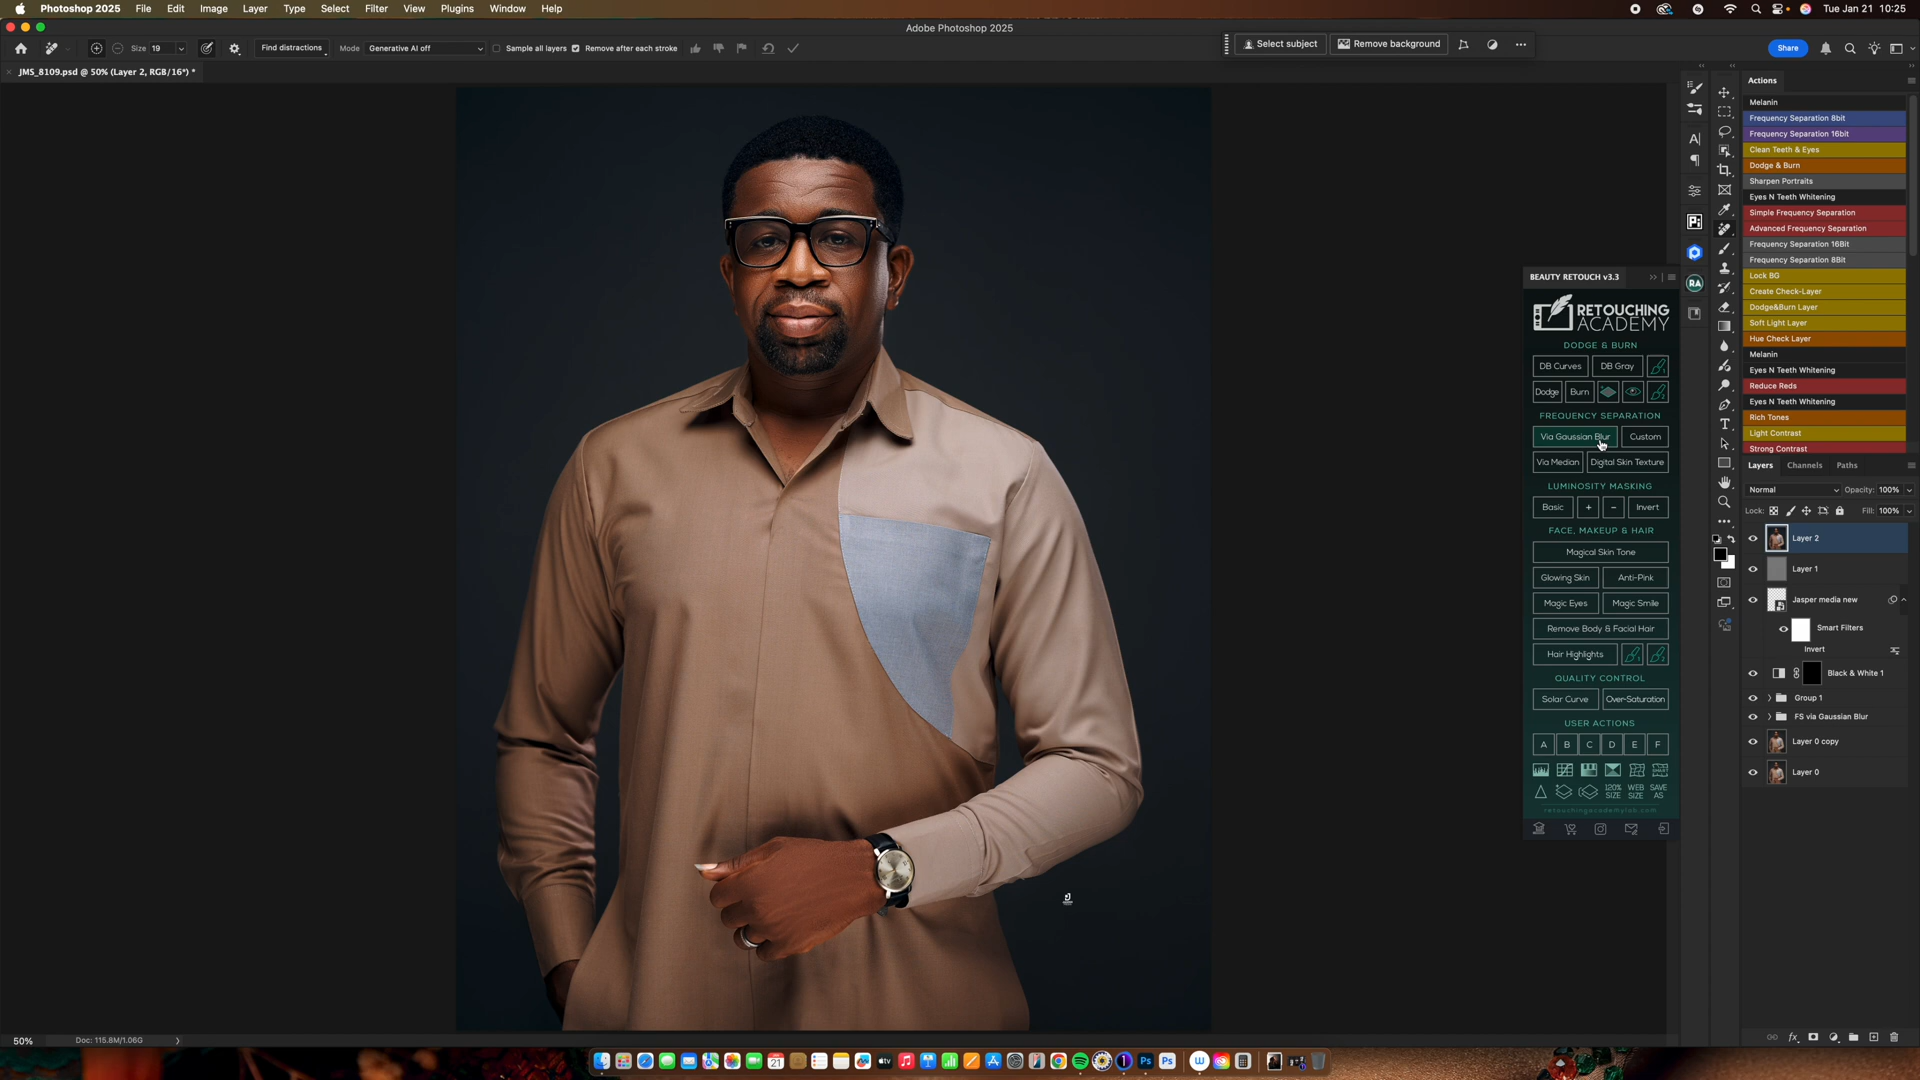 Photoshop 2025 File Edit Image Layer Type Select Filter View Plugins Window Help
Tue Jan 21 10:25
Adobe Photoshop 2025
Size 19
Find distractions
Mode Generative AI off
Sample all layers
Remove after each stroke
Select subject
Remove background
Share
JMS_8109.psd @ 50% (Layer 2, RGB/16*) *
Actions
Melanin
Frequency Separation 8bit
Frequency Separation 16bit
Clean Teeth & Eyes
Dodge & Burn
Sharpen Portraits
Eyes N Teeth Whitening
Simple Frequency Separation
Advanced Frequency Separation
Frequency Separation 16Bit
Frequency Separation 8Bit
Lock BG
Create Check-Layer
Dodge&Burn Layer
Soft Light Layer
Hue Check Layer
Melanin
Eyes N Teeth Whitening
Reduce Reds
Eyes N Teeth Whitening
Rich Tones
Light Contrast
Strong Contrast
BEAUTY RETOUCH v3.3
RETOUCHING
ACADEMY
DODGE & BURN
DB Curves DB Gray
Dodge Burn
FREQUENCY SEPARATION
Via Gaussian Blur Custom
Via Median Digital Skin Texture
LUMINOSITY MASKING
Basic + − Invert
FACE, MAKEUP & HAIR
Magical Skin Tone
Glowing Skin Anti-Pink
Magic Eyes Magic Smile
Remove Body & Facial Hair
Hair Highlights
QUALITY CONTROL
Solar Curve Over-Saturation
USER ACTIONS
A B C D E F
120% SIZE WEB SIZE SAVE AS
retouchingacademylab.com
RA
Layers Channels Paths
Normal Opacity: 100%
Lock: Fill: 100%
Layer 2
Layer 1
Jasper media new
Smart Filters
Invert
Black & White 1
Group 1
FS via Gaussian Blur
Layer 0 copy
Layer 0
50% Doc: 115.8M/1.06G